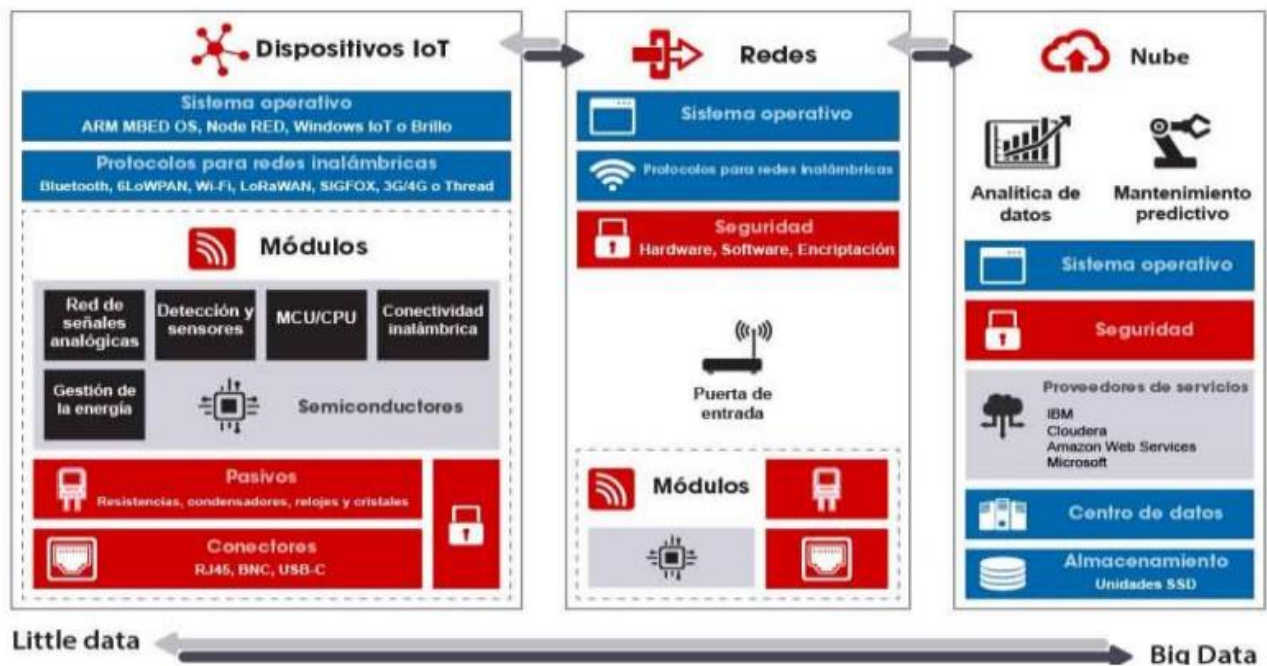 Dispositivos IoT
Sistema operativo
ARM MBED OS, Node RED, Windows IoT o Brillo
Protocolos para redes inalámbricas
Bluetooth, 6LoWPAN, Wi-Fi, LoRaWAN, SIGFOX, 3G/4G o Thread
Módulos
Red de
señales
analógicas
Detección y
sensores
MCU/CPU
Conectividad
inalámbrica
Gestión de
la energía
Semiconductores
Pasivos
Resistencias, condensadores, relojes y cristales
Conectores
RJ45, BNC, USB-C
Redes
Sistema operativo
Protocolos para redes inalámbricas
Seguridad
Hardware, Software, Encriptación
Puerta de
entrada
Módulos
Nube
Analítica de
datos
Mantenimiento
predictivo
Sistema operativo
Seguridad
Proveedores de servicios
IBM
Cloudera
Amazon Web Services
Microsoft
Centro de datos
Almacenamiento
Unidades SSD
Little data
Big Data